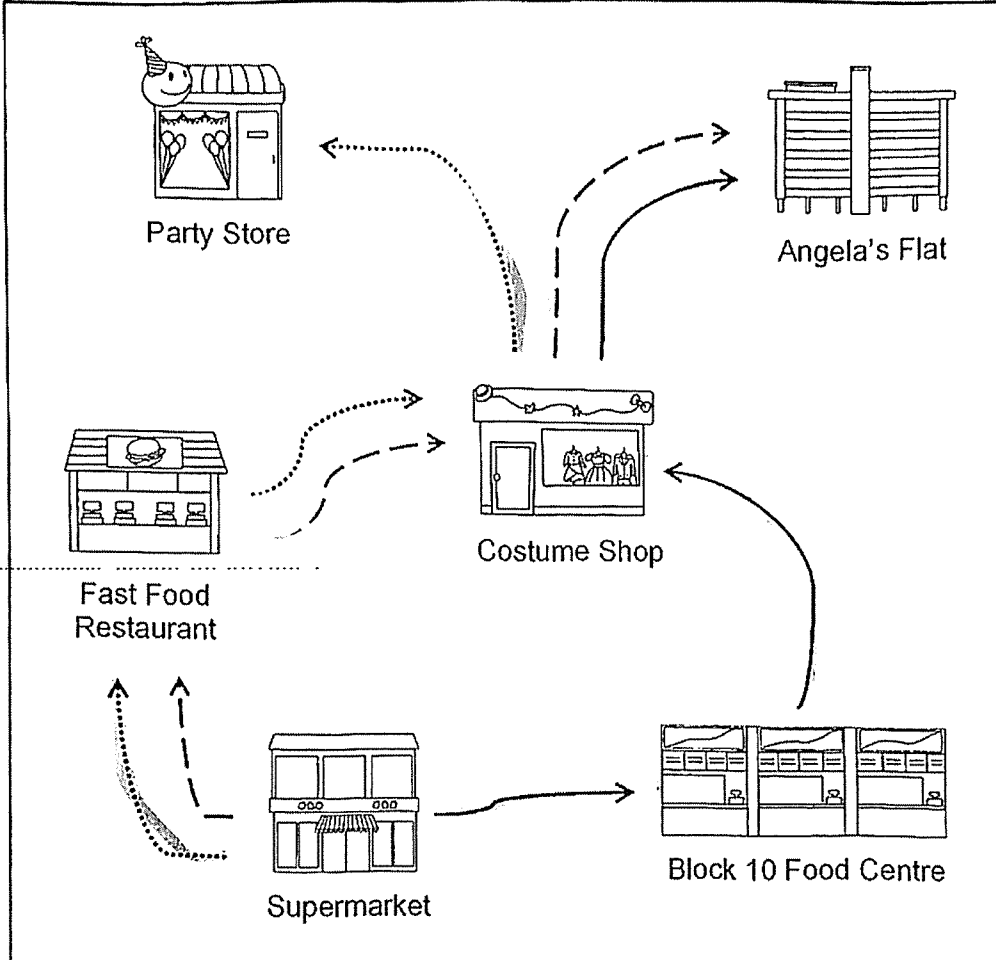 Party Store
Angela's Flat
Costume Shop
Fast Food
Restaurant
Block 10 Food Centre
Supermarket